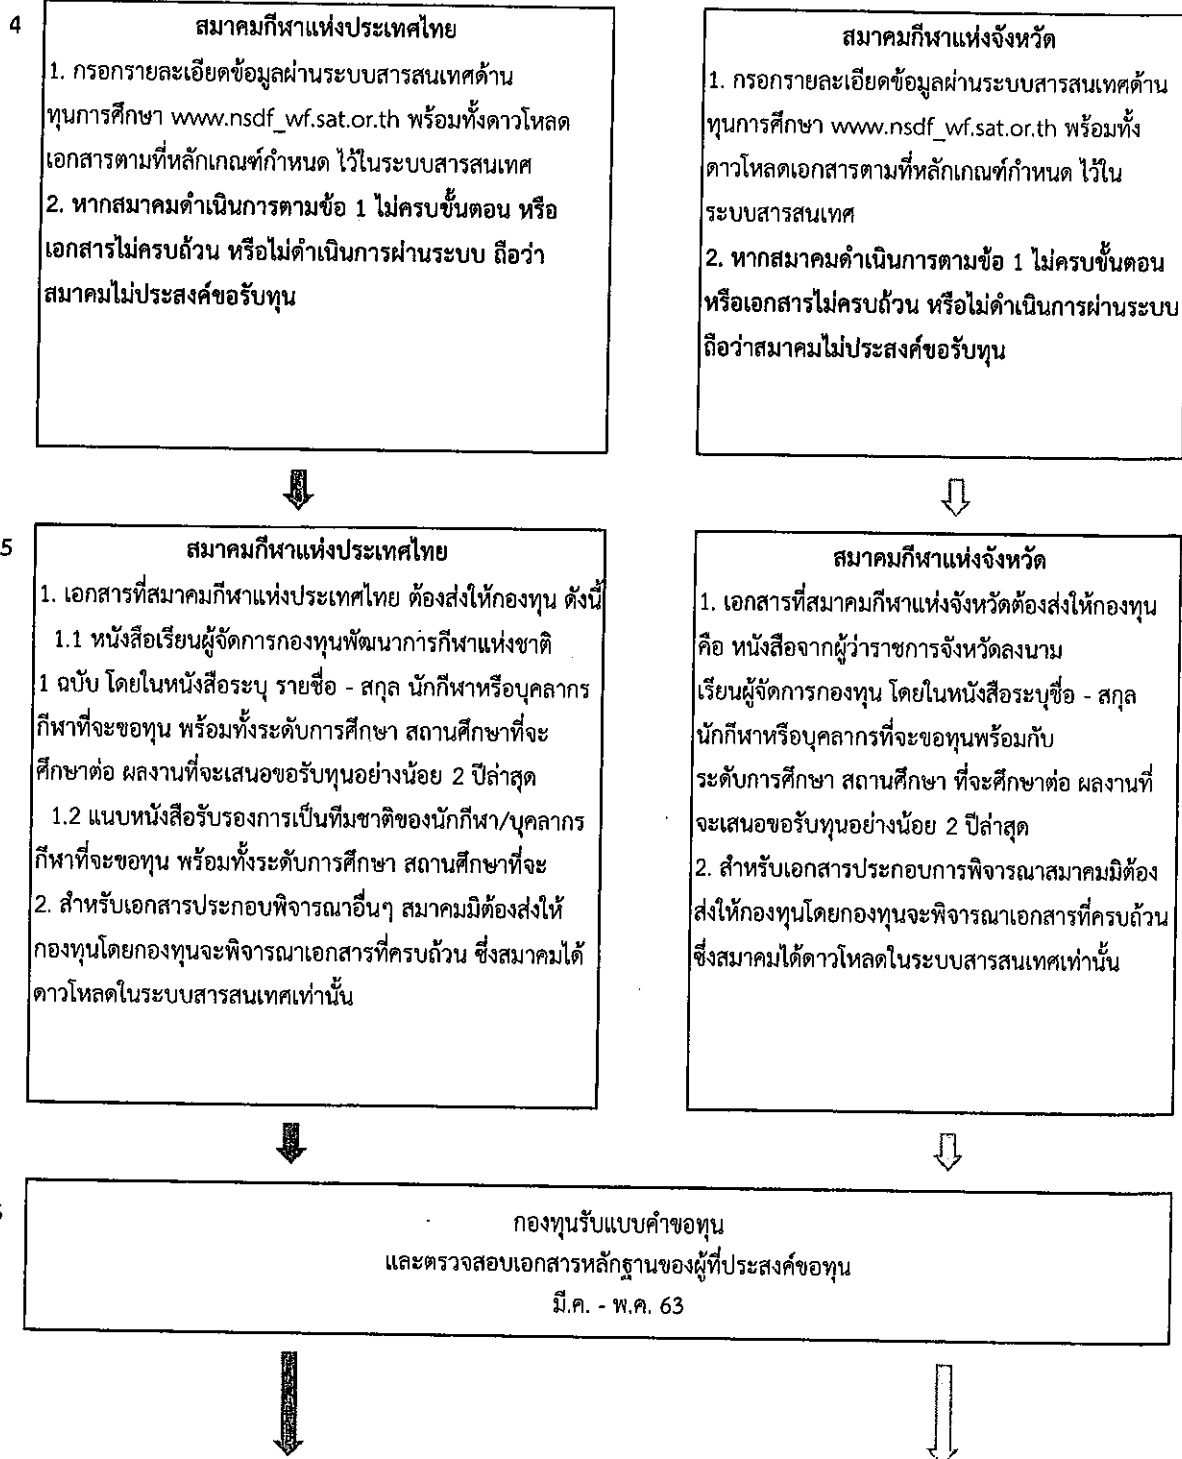 4
สมาคมกีฬาแห่งประเทศไทย
1. กรอกรายละเอียดข้อมูลผ่านระบบสารสนเทศด้าน
ทุนการศึกษา www.nsdf_wf.sat.or.th พร้อมทั้งดาวโหลด
เอกสารตามที่หลักเกณฑ์กำหนด ไว้ในระบบสารสนเทศ
2. หากสมาคมดำเนินการตามข้อ 1 ไม่ครบขั้นตอน หรือ
เอกสารไม่ครบถ้วน หรือไม่ดำเนินการผ่านระบบ ถือว่า
สมาคมไม่ประสงค์ขอรับทุน
สมาคมกีฬาแห่งจังหวัด
1. กรอกรายละเอียดข้อมูลผ่านระบบสารสนเทศด้าน
ทุนการศึกษา www.nsdf_wf.sat.or.th พร้อมทั้ง
ดาวโหลดเอกสารตามที่หลักเกณฑ์กำหนด ไว้ใน
ระบบสารสนเทศ
2. หากสมาคมดำเนินการตามข้อ 1 ไม่ครบขั้นตอน
หรือเอกสารไม่ครบถ้วน หรือไม่ดำเนินการผ่านระบบ
ถือว่าสมาคมไม่ประสงค์ขอรับทุน
5
สมาคมกีฬาแห่งประเทศไทย
1. เอกสารที่สมาคมกีฬาแห่งประเทศไทย ต้องส่งให้กองทุน ดังนี้
1.1 หนังสือเรียนผู้จัดการกองทุนพัฒนาการกีฬาแห่งชาติ
1 ฉบับ โดยในหนังสือระบุ รายชื่อ - สกุล นักกีฬาหรือบุคลากร
กีฬาที่จะขอทุน พร้อมทั้งระดับการศึกษา สถานศึกษาที่จะ
ศึกษาต่อ ผลงานที่จะเสนอขอรับทุนอย่างน้อย 2 ปีล่าสุด
1.2 แนบหนังสือรับรองการเป็นทีมชาติของนักกีฬา/บุคลากร
กีฬาที่จะขอทุน พร้อมทั้งระดับการศึกษา สถานศึกษาที่จะ
2. สำหรับเอกสารประกอบพิจารณาอื่นๆ สมาคมมิต้องส่งให้
กองทุนโดยกองทุนจะพิจารณาเอกสารที่ครบถ้วน ซึ่งสมาคมได้
ดาวโหลดในระบบสารสนเทศเท่านั้น
สมาคมกีฬาแห่งจังหวัด
1. เอกสารที่สมาคมกีฬาแห่งจังหวัดต้องส่งให้กองทุน
คือ หนังสือจากผู้ว่าราชการจังหวัดลงนาม
เรียนผู้จัดการกองทุน โดยในหนังสือระบุชื่อ - สกุล
นักกีฬาหรือบุคลากรที่จะขอทุนพร้อมกับ
ระดับการศึกษา สถานศึกษา ที่จะศึกษาต่อ ผลงานที่
จะเสนอขอรับทุนอย่างน้อย 2 ปีล่าสุด
2. สำหรับเอกสารประกอบการพิจารณาสมาคมมิต้อง
ส่งให้กองทุนโดยกองทุนจะพิจารณาเอกสารที่ครบถ้วน
ซึ่งสมาคมได้ดาวโหลดในระบบสารสนเทศเท่านั้น
กองทุนรับแบบคำขอทุน
และตรวจสอบเอกสารหลักฐานของผู้ที่ประสงค์ขอทุน
มี.ค. - พ.ค. 63